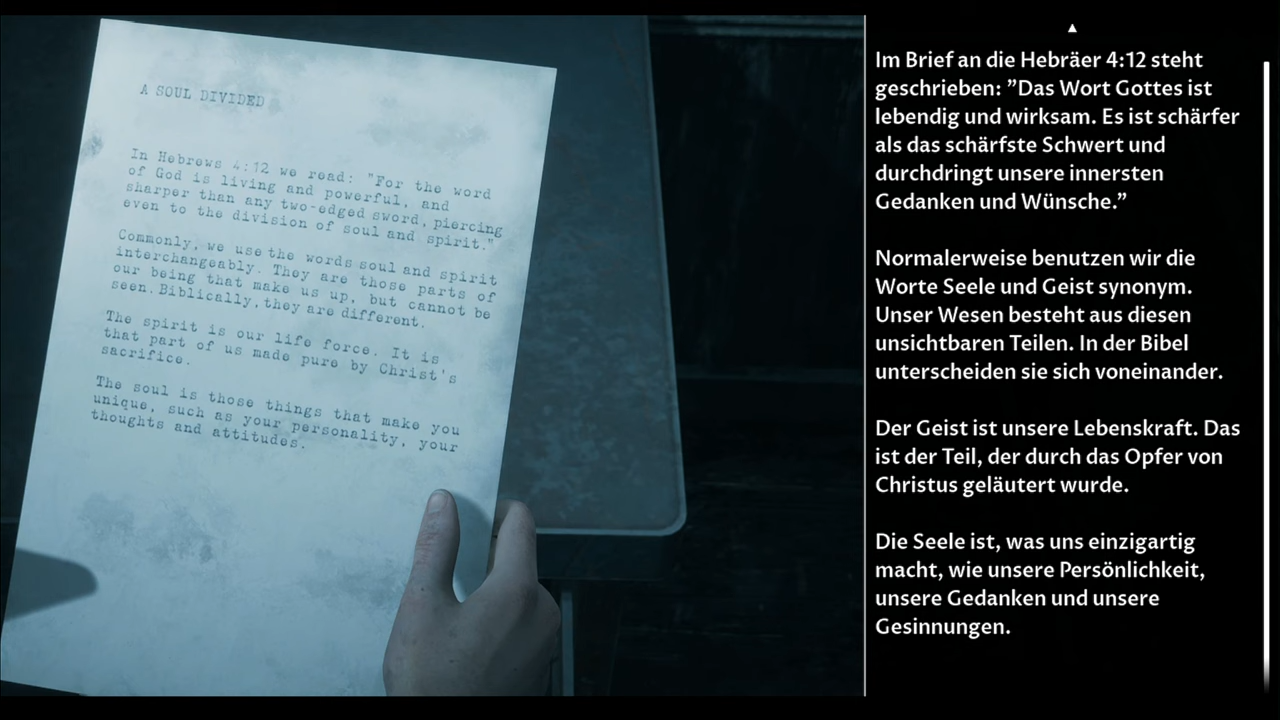 A SOUL DIVIDED
In Hebrews 4:12 we read: "For the word
of God is living and powerful, and
sharper than any two-edged sword, piercing
even to the division of soul and spirit."
Commonly, we use the words soul and spirit
interchangeably. They are those parts of
our being that make us up, but cannot be
seen. Biblically, they are different.
The spirit is our life force. It is
that part of us made pure by Christ's
sacrifice.
The soul is those things that make you
unique, such as your personality, your
thoughts and attitudes.
Im Brief an die Hebräer 4:12 steht
geschrieben: ”Das Wort Gottes ist
lebendig und wirksam. Es ist schärfer
als das schärfste Schwert und
durchdringt unsere innersten
Gedanken und Wünsche.”
Normalerweise benutzen wir die
Worte Seele und Geist synonym.
Unser Wesen besteht aus diesen
unsichtbaren Teilen. In der Bibel
unterscheiden sie sich voneinander.
Der Geist ist unsere Lebenskraft. Das
ist der Teil, der durch das Opfer von
Christus geläutert wurde.
Die Seele ist, was uns einzigartig
macht, wie unsere Persönlichkeit,
unsere Gedanken und unsere
Gesinnungen.